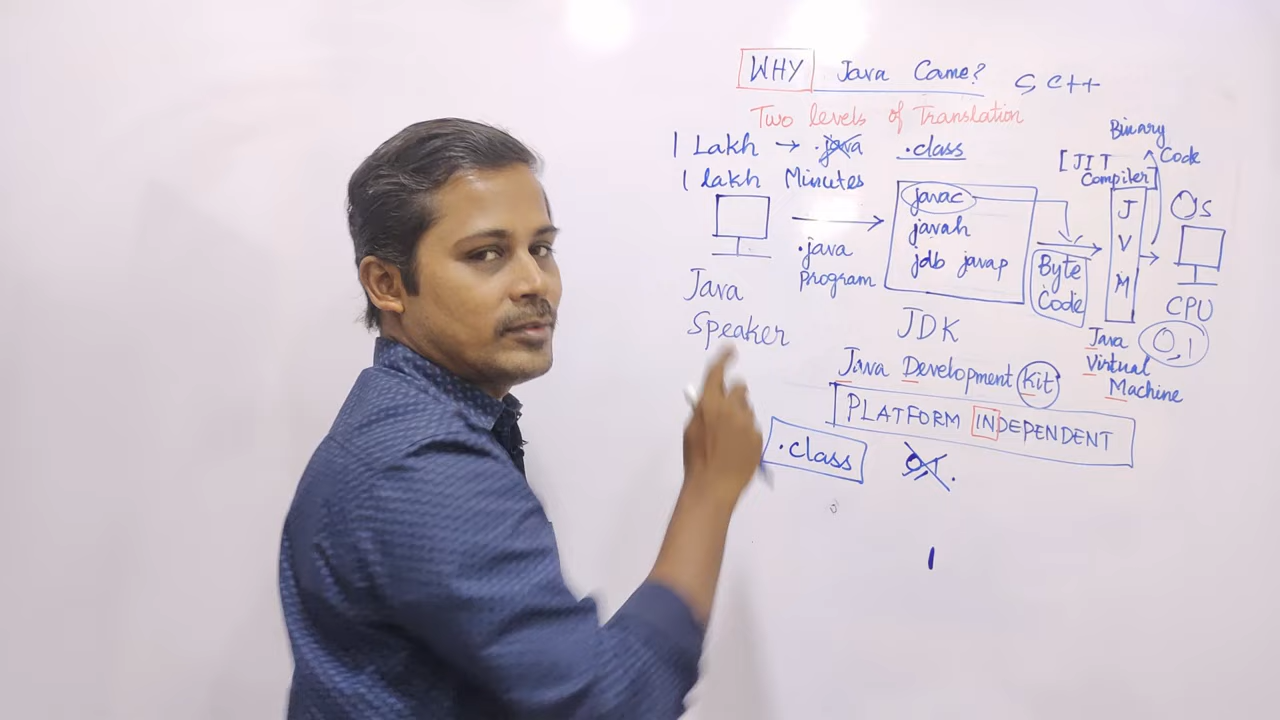 WHY Java Came? C, C++
Two levels of Translation
1 Lakh → .java .class
1 lakh Minutes
Binary
Code
[JIT
Compiler]
javac
javah
jdb javap
.java
program
Java
Speaker
JDK
Java Development Kit
Byte
Code
J
V
M
Java
Virtual
Machine
OS
CPU
0,1
PLATFORM INDEPENDENT
.class